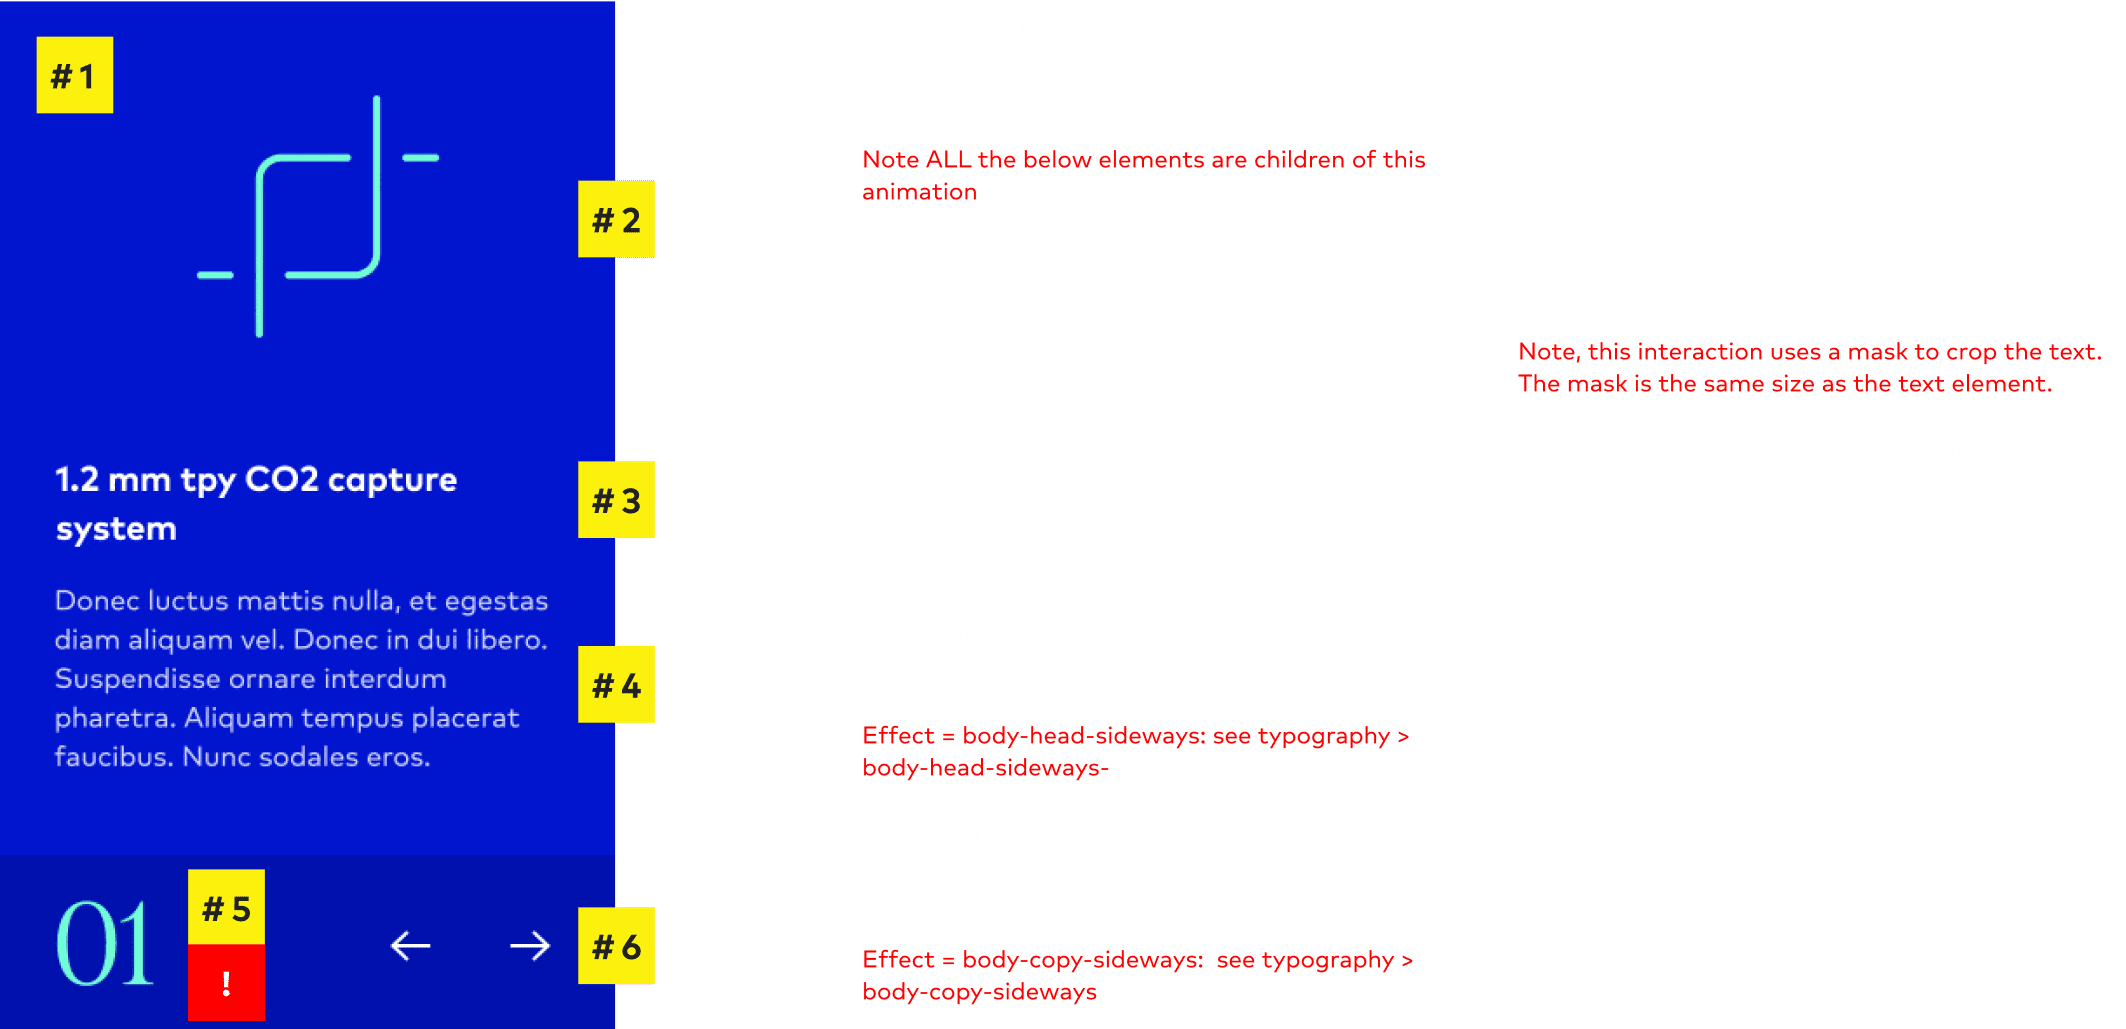 #1
#2
1.2 mm tpy CO2 capture
system
#3
Donec luctus mattis nulla, et egestas
diam aliquam vel. Donec in dui libero.
Suspendisse ornare interdum
pharetra. Aliquam tempus placerat
faucibus. Nunc sodales eros.
#4
01
#5
!
← →
#6
Note ALL the below elements are children of this
animation
Effect = body-head-sideways: see typography >
body-head-sideways-
Effect = body-copy-sideways:  see typography >
body-copy-sideways
Note, this interaction uses a mask to crop the text.
The mask is the same size as the text element.